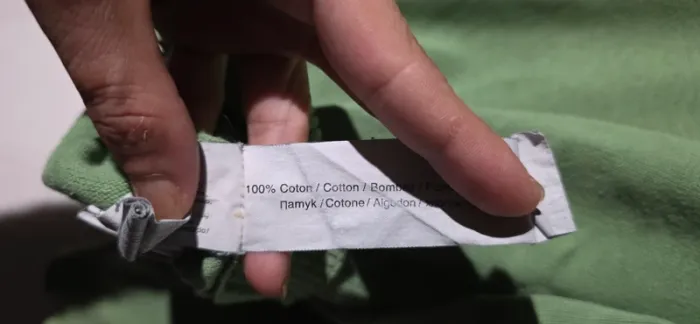 100% Coton / Cotton /
Памук / Cotone / Algodon /